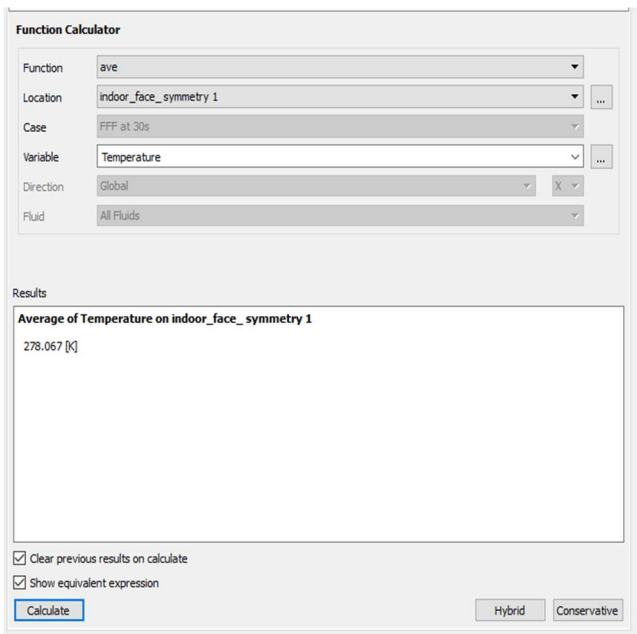 Function Calculator
Function ave
Location indoor_face_ symmetry 1 ...
Case FFF at 30s
Variable Temperature ...
Direction Global X
Fluid All Fluids
Results
Average of Temperature on indoor_face_ symmetry 1
278.067 [K]
Clear previous results on calculate
Show equivalent expression
Calculate Hybrid Conservative